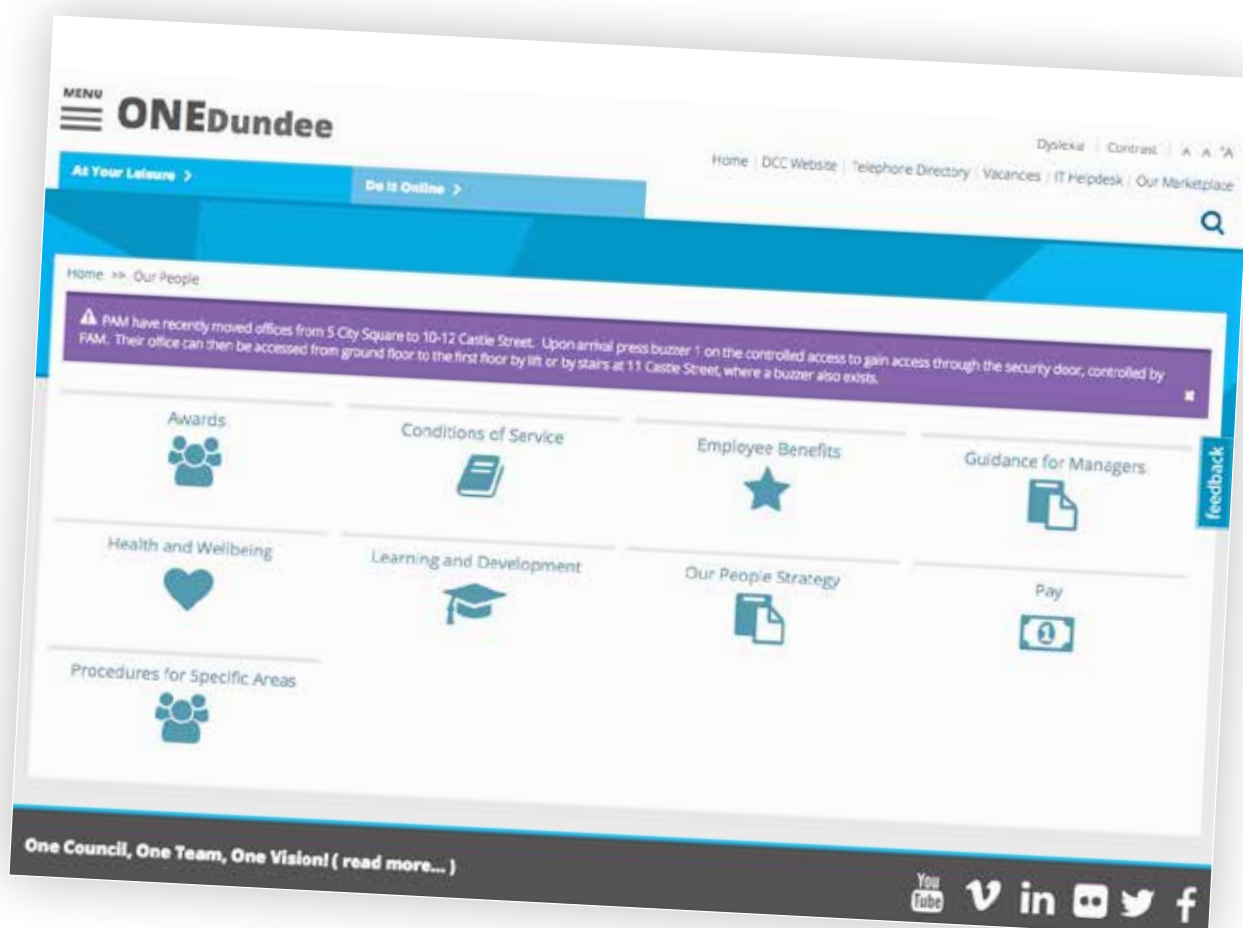 MENU
ONEDundee
Dyslexia | Contrast | A A A
Home | DCC Website | Telephone Directory | Vacancies | IT Helpdesk | Our Marketplace
At Your Leisure >
Do It Online >
Home >> Our People
PAM have recently moved offices from 5 City Square to 10-12 Castle Street. Upon arrival press buzzer 1 on the controlled access to gain access through the security door, controlled by
FAM. Their office can then be accessed from ground floor to the first floor by lift or by stairs at 11 Castle Street, where a buzzer also exists.
Awards
Conditions of Service
Employee Benefits
Guidance for Managers
feedback
Health and Wellbeing
Learning and Development
Our People Strategy
Pay
Procedures for Specific Areas
One Council, One Team, One Vision! ( read more... )
You
Tube
in